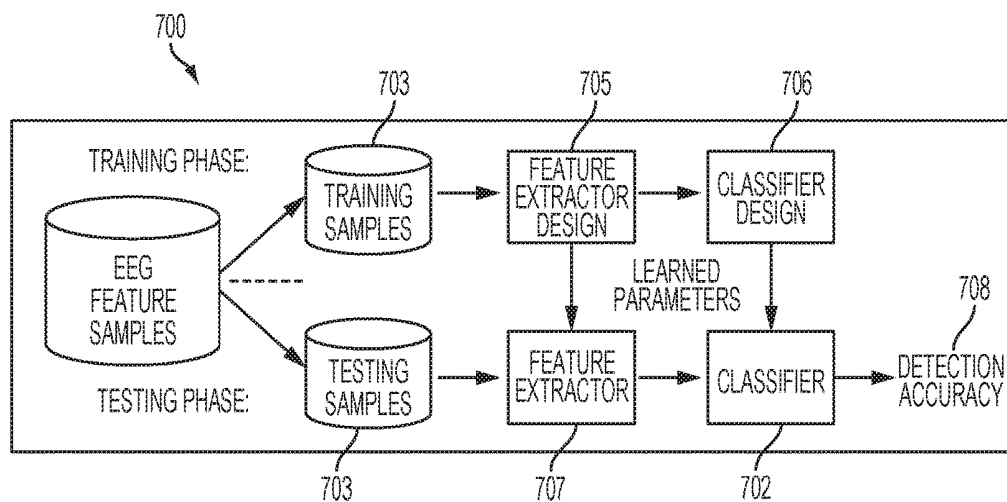 700
703
705
706
TRAINING PHASE:
TRAINING
SAMPLES
FEATURE
EXTRACTOR
DESIGN
CLASSIFIER
DESIGN
EEG
FEATURE
SAMPLES
LEARNED
PARAMETERS
708
TESTING PHASE:
TESTING
SAMPLES
FEATURE
EXTRACTOR
CLASSIFIER
DETECTION
ACCURACY
703
707
702